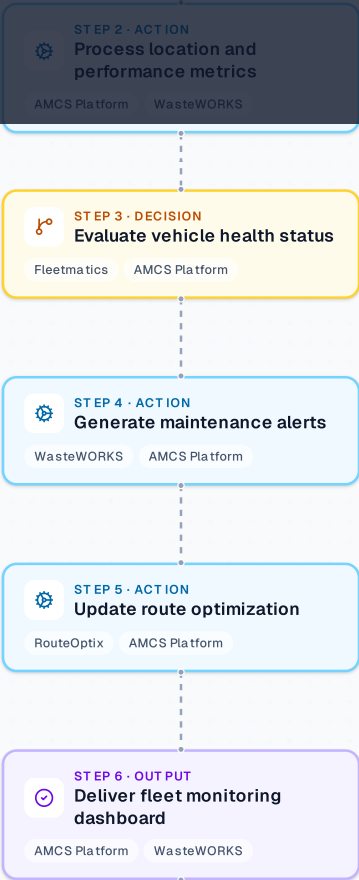 STEP 2 · ACTION
Process location and
performance metrics
AMCS Platform WasteWORKS
STEP 3 · DECISION
Evaluate vehicle health status
Fleetmatics AMCS Platform
STEP 4 · ACTION
Generate maintenance alerts
WasteWORKS AMCS Platform
STEP 5 · ACTION
Update route optimization
RouteOptix AMCS Platform
STEP 6 · OUTPUT
Deliver fleet monitoring
dashboard
AMCS Platform WasteWORKS